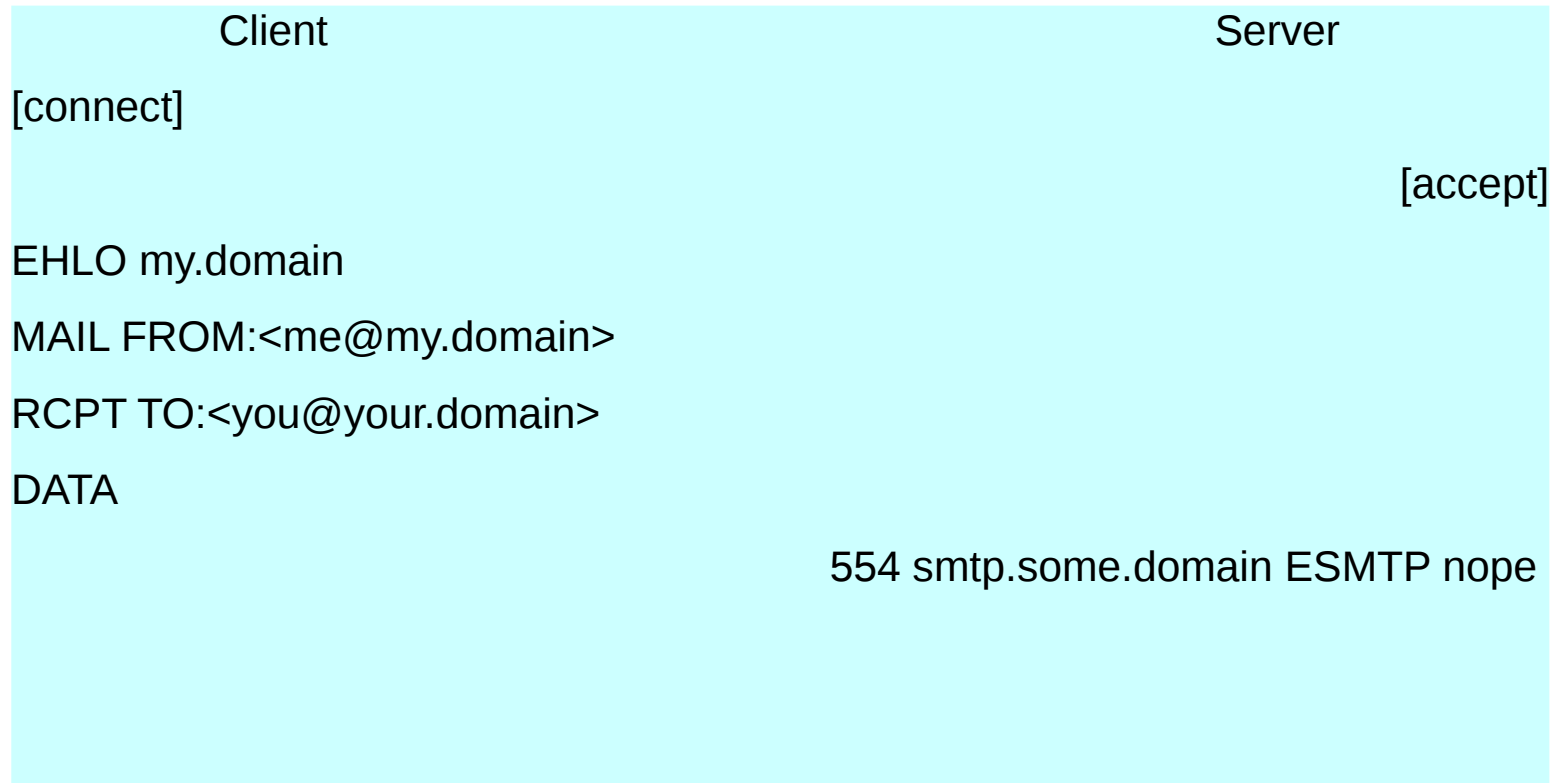 Client Server
[connect]
[accept]
EHLO my.domain
MAIL FROM:<me@my.domain>
RCPT TO:<you@your.domain>
DATA
554 smtp.some.domain ESMTP nope